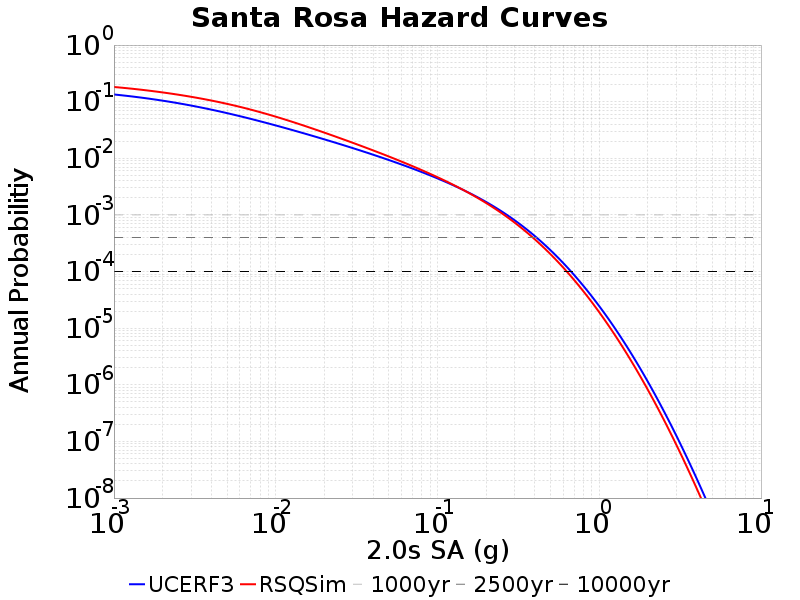 Santa Rosa Hazard Curves
Annual Probabilitiy
10^0
10^-1
10^-2
10^-3
10^-4
10^-5
10^-6
10^-7
10^-8
10^-3 10^-2 10^-1 10^0 10^1
2.0s SA (g)
UCERF3 RSQSim 1000yr 2500yr 10000yr